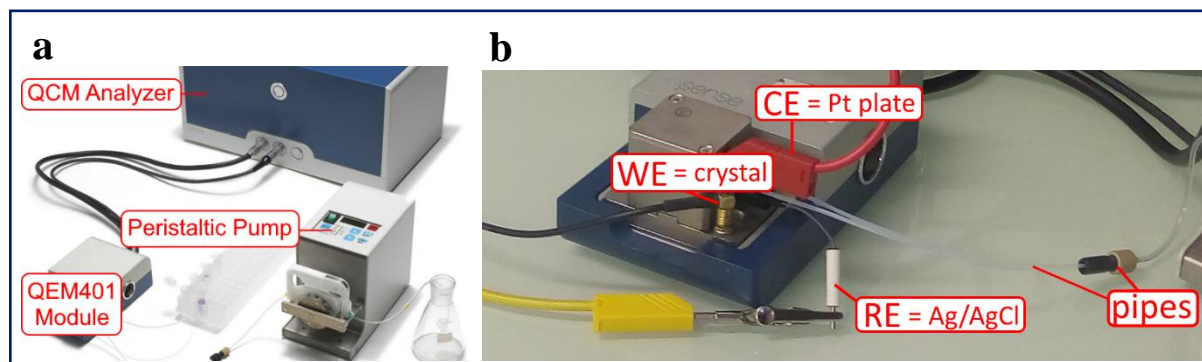 a
QCM Analyzer
Peristaltic Pump
QEM401
Module
b
CE = Pt plate
WE = crystal
RE = Ag/AgCl
pipes